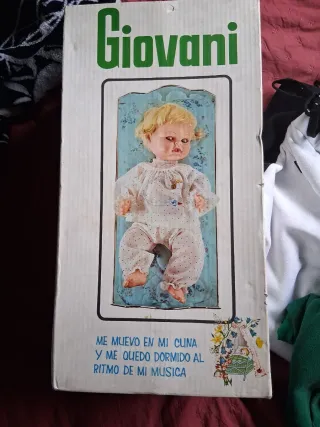 Giovani
ME MUEVO EN MI CUNA
Y ME QUEDO DORMIDO AL
RITMO DE MI MUSICA